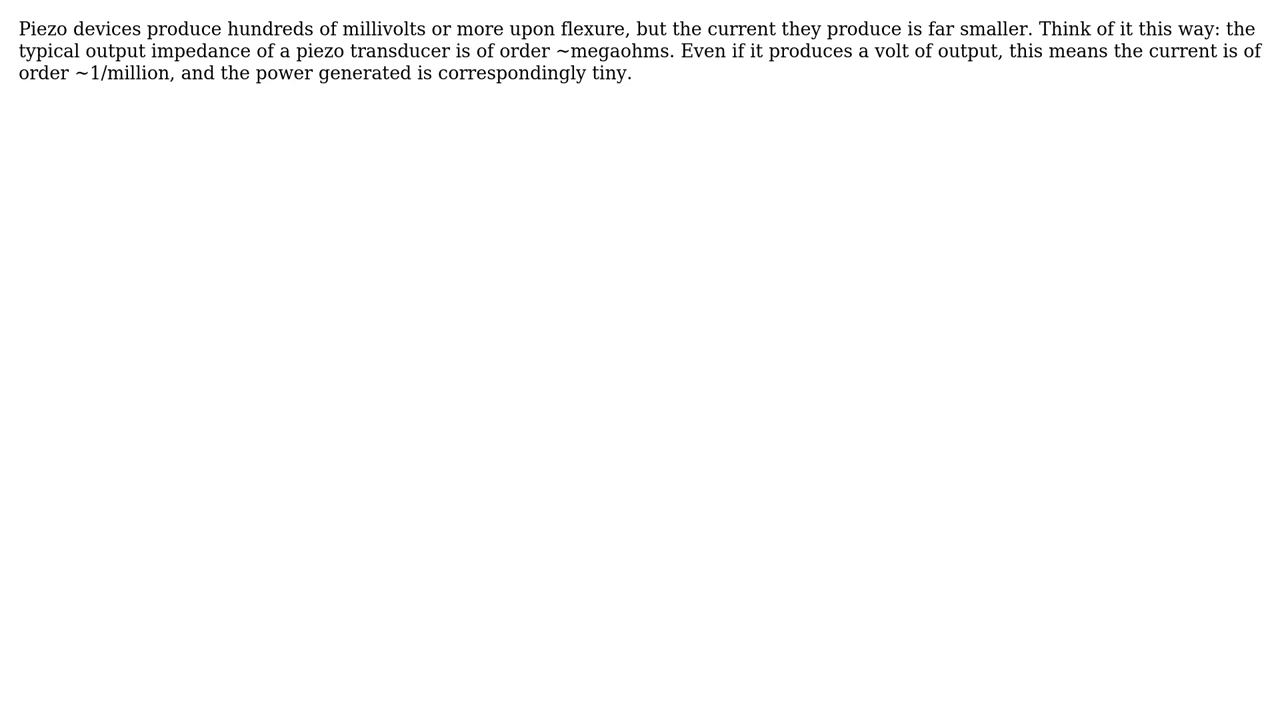 Piezo devices produce hundreds of millivolts or more upon flexure, but the current they produce is far smaller. Think of it this way: the
typical output impedance of a piezo transducer is of order ~megaohms. Even if it produces a volt of output, this means the current is of
order ~1/million, and the power generated is correspondingly tiny.